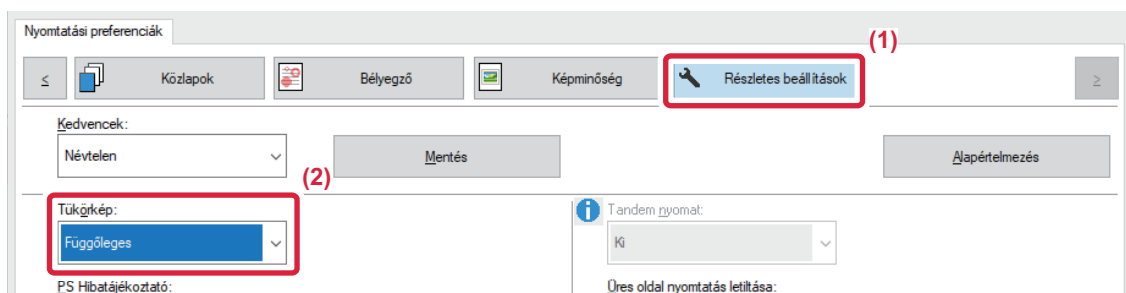 Nyomtatási preferenciák
(1)
< Közlapok Bélyegző Képminőség Részletes beállítások >
Kedvencek:
Névtelen Mentés Alapértelmezés
(2)
Tükörkép: Tandem nyomat:
Függőleges Ki
PS Hibatájékoztató: Üres oldal nyomtatás letiltása: